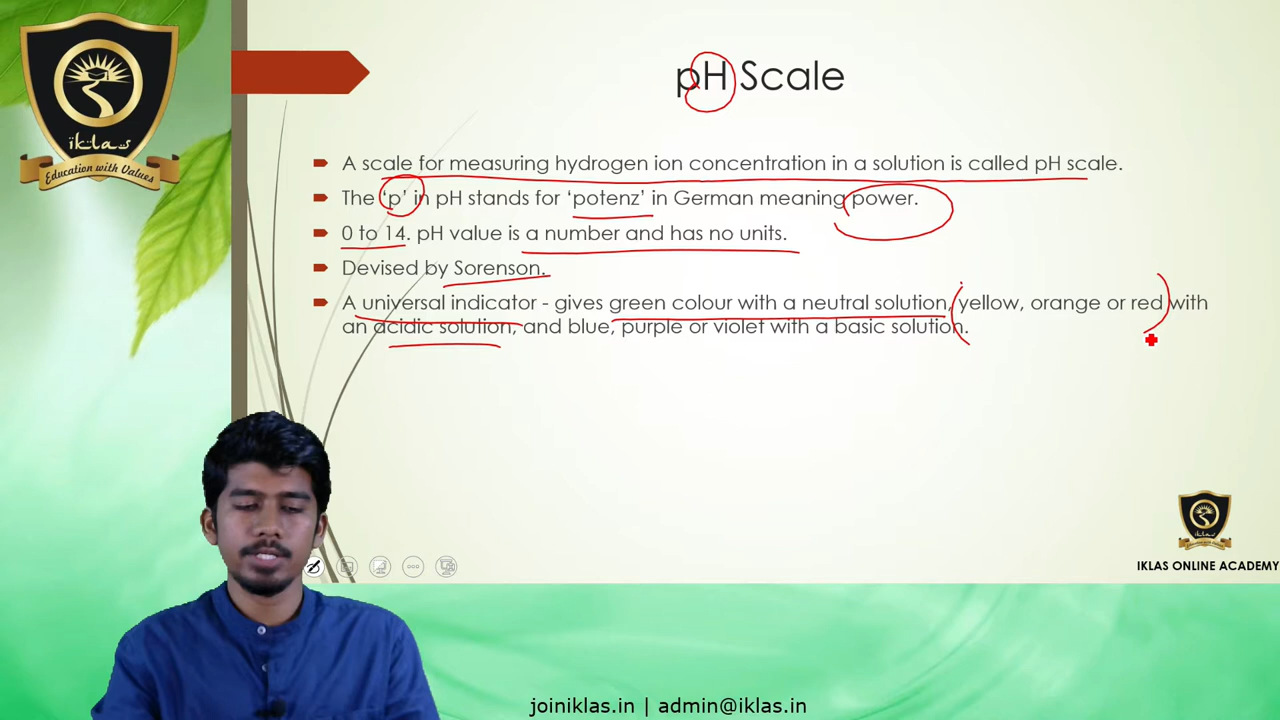 iklas
Education with Values
pH Scale
A scale for measuring hydrogen ion concentration in a solution is called pH scale.
The ‘p’ in pH stands for ‘potenz’ in German meaning power.
0 to 14. pH value is a number and has no units.
Devised by Sorenson.
A universal indicator - gives green colour with a neutral solution, yellow, orange or red with
an acidic solution, and blue, purple or violet with a basic solution.
IKLAS ONLINE ACADEMY
joiniklas.in | admin@iklas.in